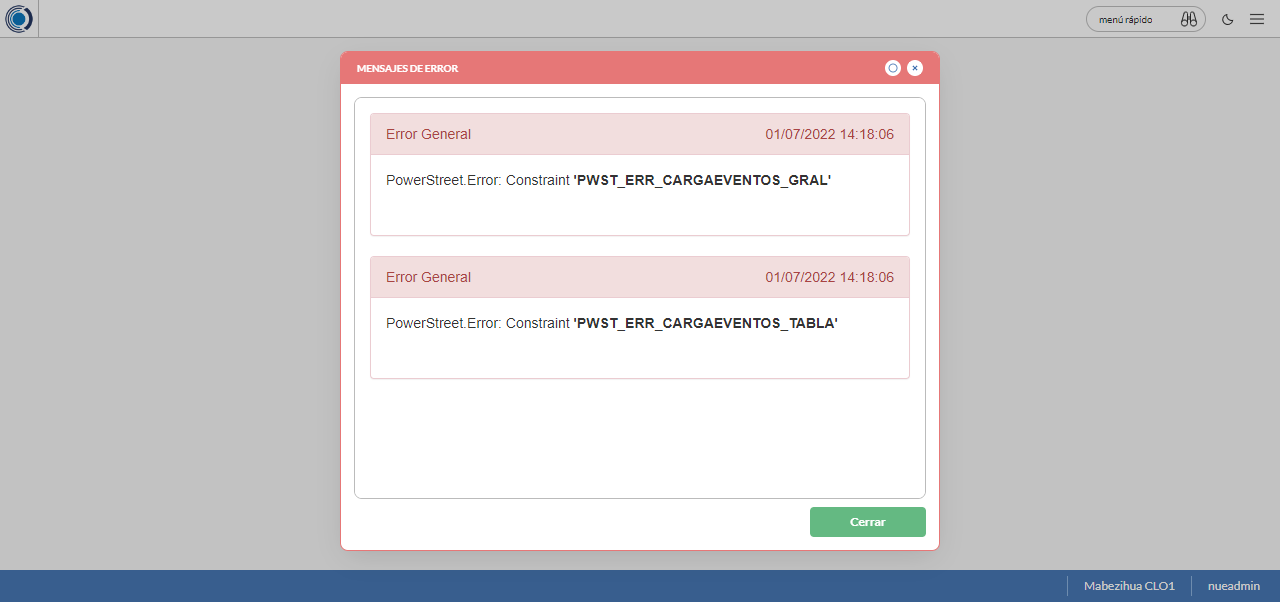 menú rápido
MENSAJES DE ERROR
Error General 01/07/2022 14:18:06
PowerStreet.Error: Constraint 'PWST_ERR_CARGAEVENTOS_GRAL'
Error General 01/07/2022 14:18:06
PowerStreet.Error: Constraint 'PWST_ERR_CARGAEVENTOS_TABLA'
Cerrar
Mabezihua CLO1 nueadmin